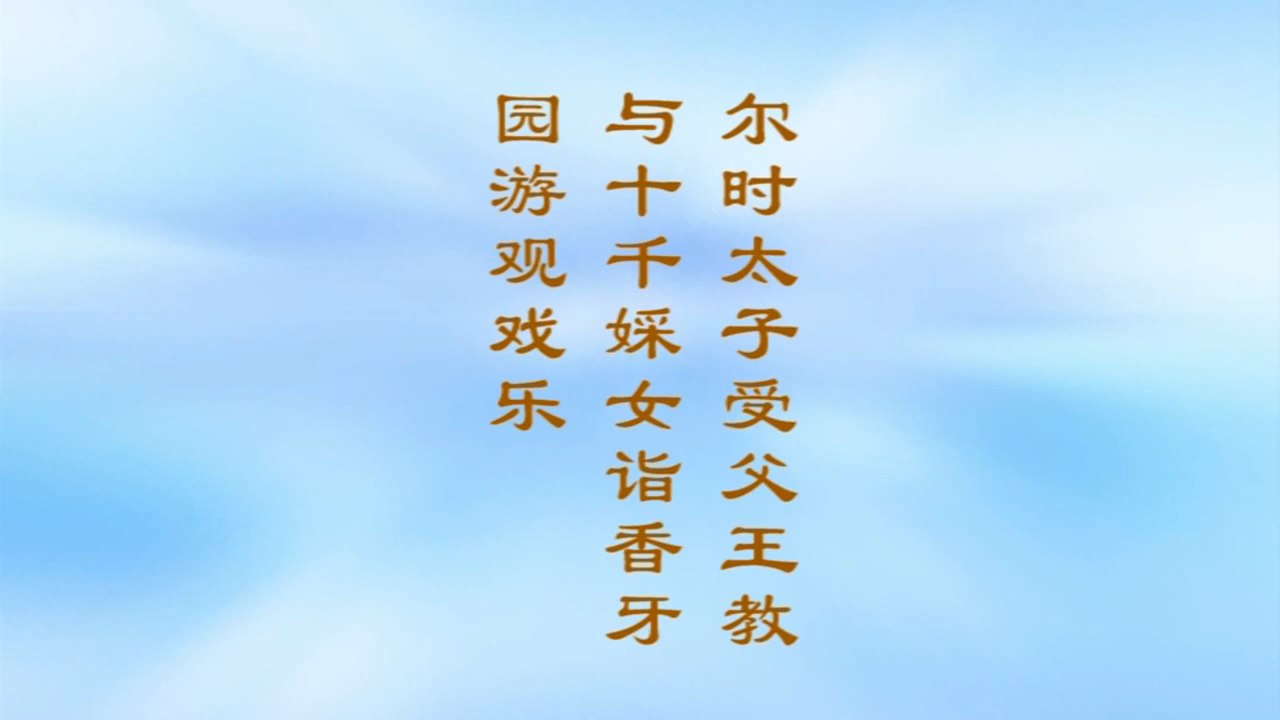 尔时太子受父王教
与十千婇女诣香牙
园游观戏乐